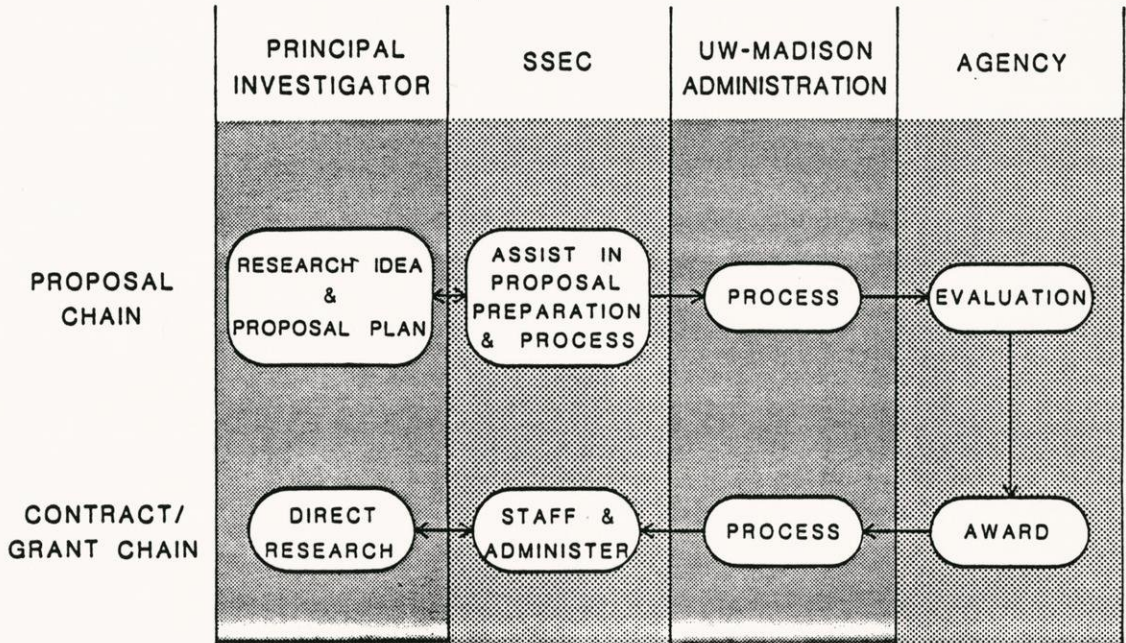 PRINCIPAL
INVESTIGATOR
SSEC
UW-MADISON
ADMINISTRATION
AGENCY
PROPOSAL
CHAIN
RESEARCH IDEA
&
PROPOSAL PLAN
ASSIST IN
PROPOSAL
PREPARATION
& PROCESS
PROCESS
EVALUATION
CONTRACT/
GRANT CHAIN
DIRECT
RESEARCH
STAFF &
ADMINISTER
PROCESS
AWARD